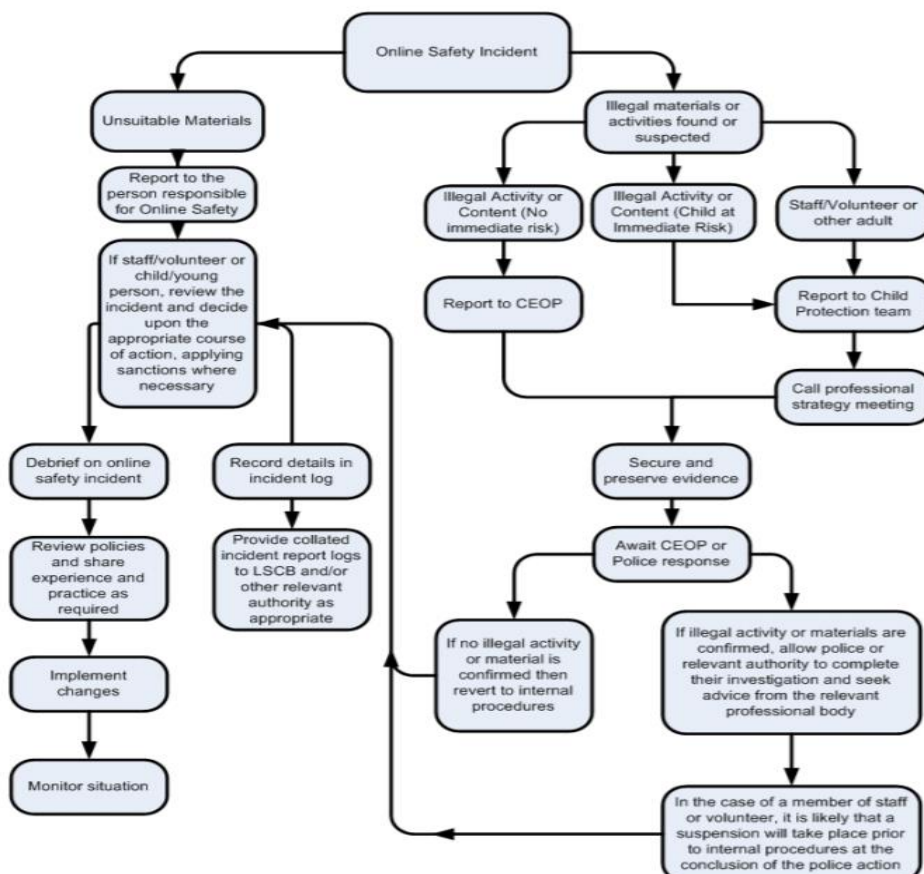 Online Safety Incident
Unsuitable Materials
Report to the
person responsible
for Online Safety
If staff/volunteer or
child/young
person, review the
incident and decide
upon the
appropriate course
of action, applying
sanctions where
necessary
Debrief on online
safety incident
Review policies
and share
experience and
practice as
required
Implement
changes
Monitor situation
Record details in
incident log
Provide collated
incident report logs
to LSCB and/or
other relevant
authority as
appropriate
Illegal materials or
activities found or
suspected
Illegal Activity or
Content (No
immediate risk)
Illegal Activity or
Content (Child at
Immediate Risk)
Staff/Volunteer or
other adult
Report to CEOP
Report to Child
Protection team
Call professional
strategy meeting
Secure and
preserve evidence
Await CEOP or
Police response
If no illegal activity
or material is
confirmed then
revert to internal
procedures
If illegal activity or materials are
confirmed, allow police or
relevant authority to complete
their investigation and seek
advice from the relevant
professional body
In the case of a member of staff
or volunteer, it is likely that a
suspension will take place prior
to internal procedures at the
conclusion of the police action